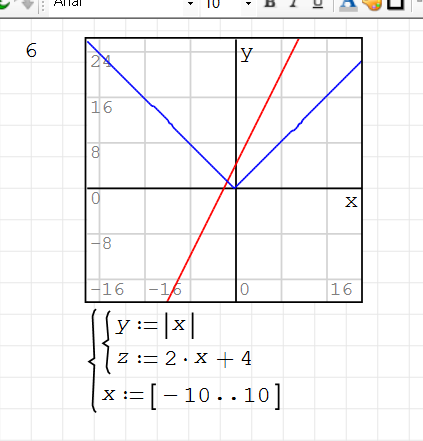 Arial 10 B I U A
6
y
24
16
8
0
x
-8
-16 -16 0 16
y := |x|
z := 2 · x + 4
x := [ - 10 . . 10 ]